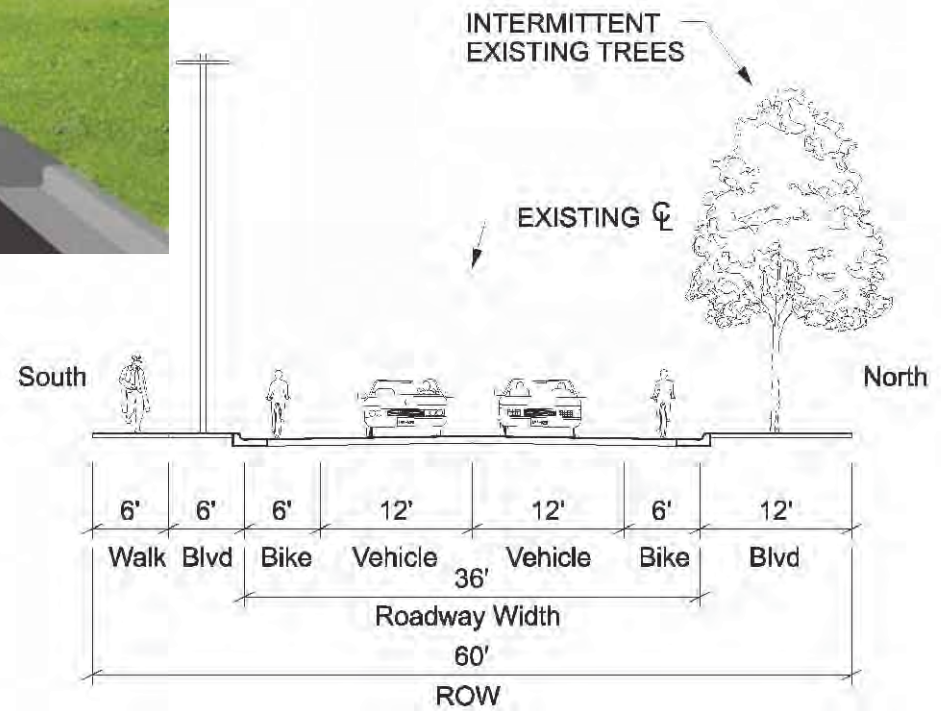 INTERMITTENT
EXISTING TREES
EXISTING ℄
South
North
6' 6' 6' 12' 12' 6' 12'
Walk Blvd Bike Vehicle Vehicle Bike Blvd
36'
Roadway Width
60'
ROW